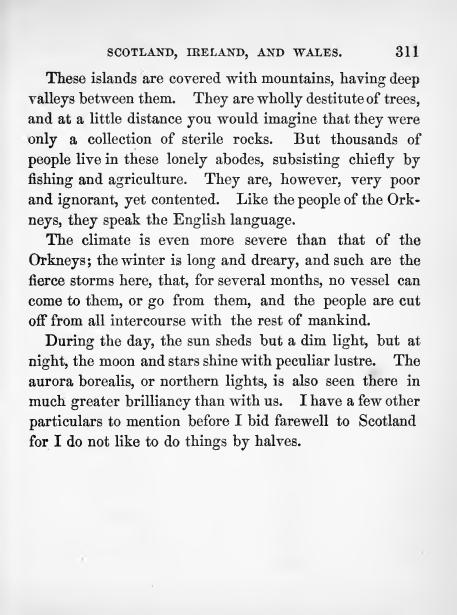 SCOTLAND, IRELAND, AND WALES. 311
These islands are covered with mountains, having deep
valleys between them. They are wholly destitute of trees,
and at a little distance you would imagine that they were
only a collection of sterile rocks. But thousands of
people live in these lonely abodes, subsisting chiefly by
fishing and agriculture. They are, however, very poor
and ignorant, yet contented. Like the people of the Ork-
neys, they speak the English language.
The climate is even more severe than that of the
Orkneys; the winter is long and dreary, and such are the
fierce storms here, that, for several months, no vessel can
come to them, or go from them, and the people are cut
off from all intercourse with the rest of mankind.
During the day, the sun sheds but a dim light, but at
night, the moon and stars shine with peculiar lustre. The
aurora borealis, or northern lights, is also seen there in
much greater brilliancy than with us. I have a few other
particulars to mention before I bid farewell to Scotland
for I do not like to do things by halves.